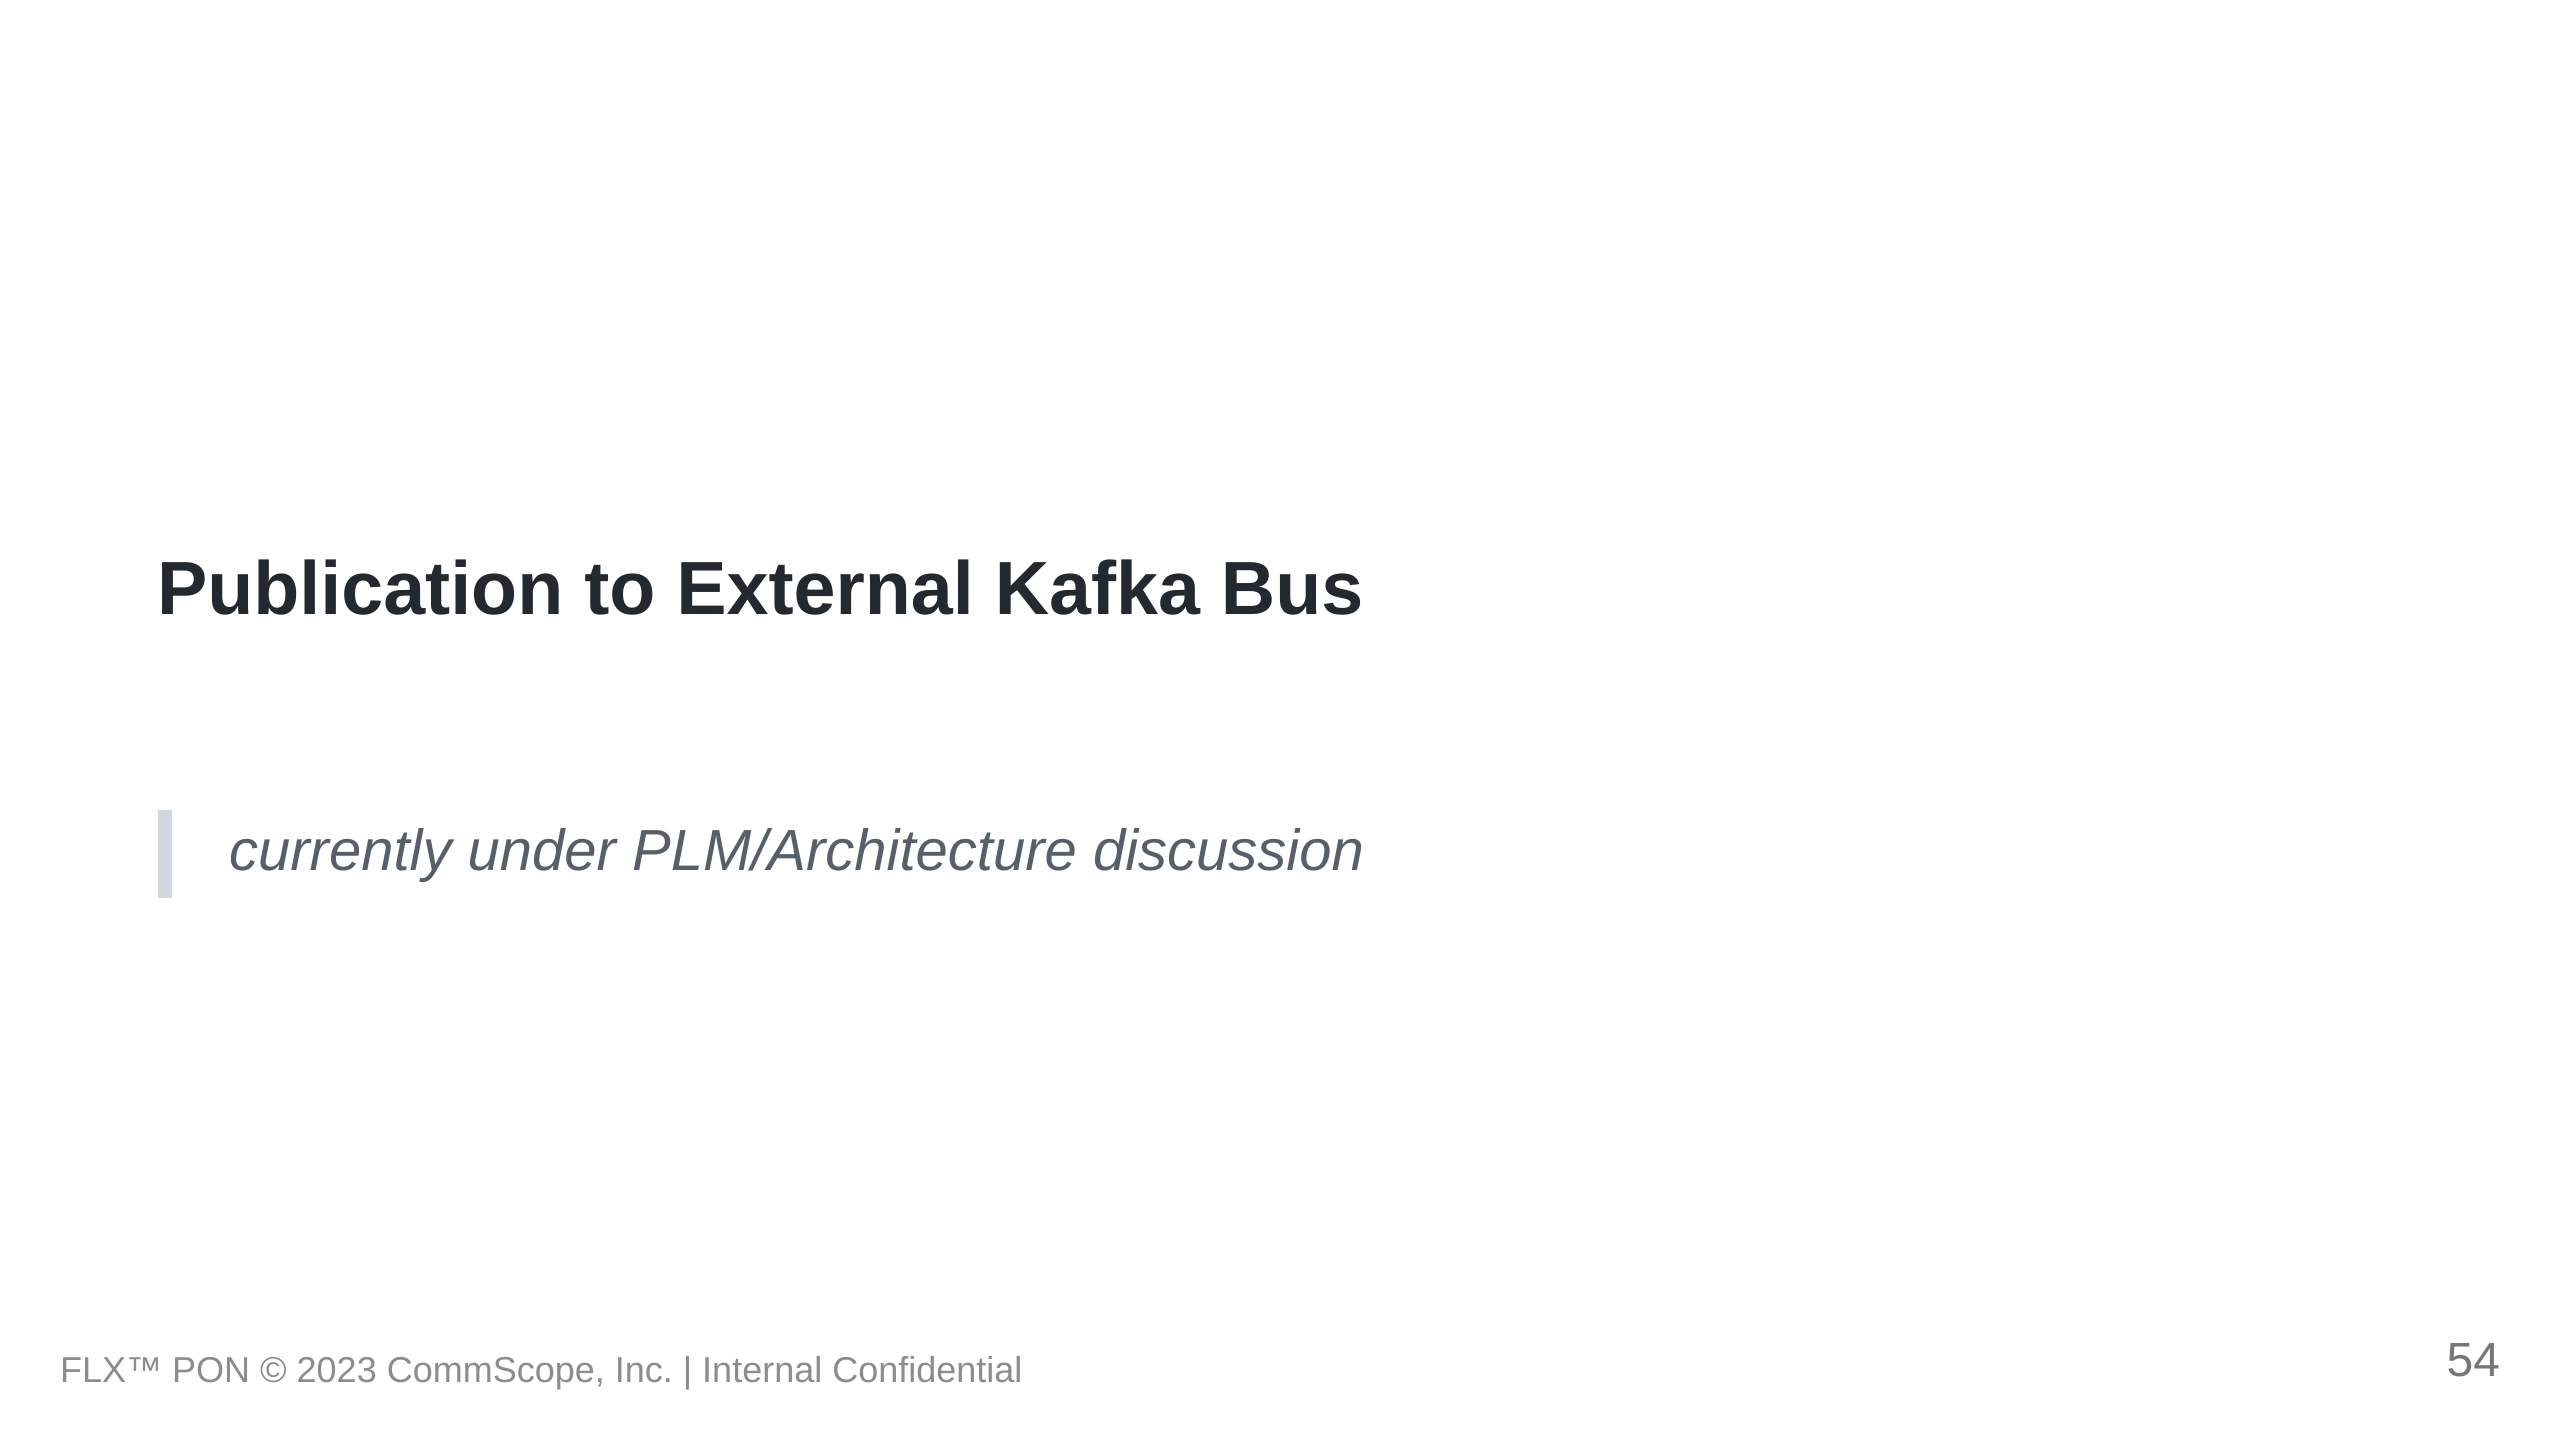 Publication to External Kafka Bus
currently under PLM/Architecture discussion
FLX™ PON © 2023 CommScope, Inc. | Internal Confidential
54